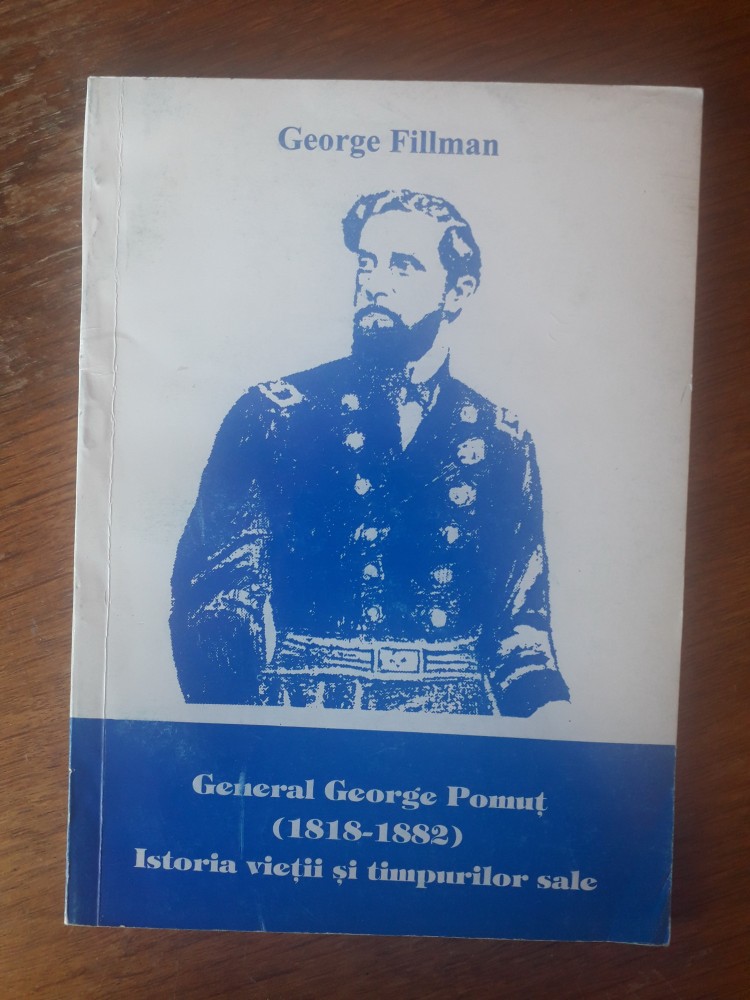 George Fillman
General George Pomuț
(1818-1882)
Istoria vieții și timpurilor sale